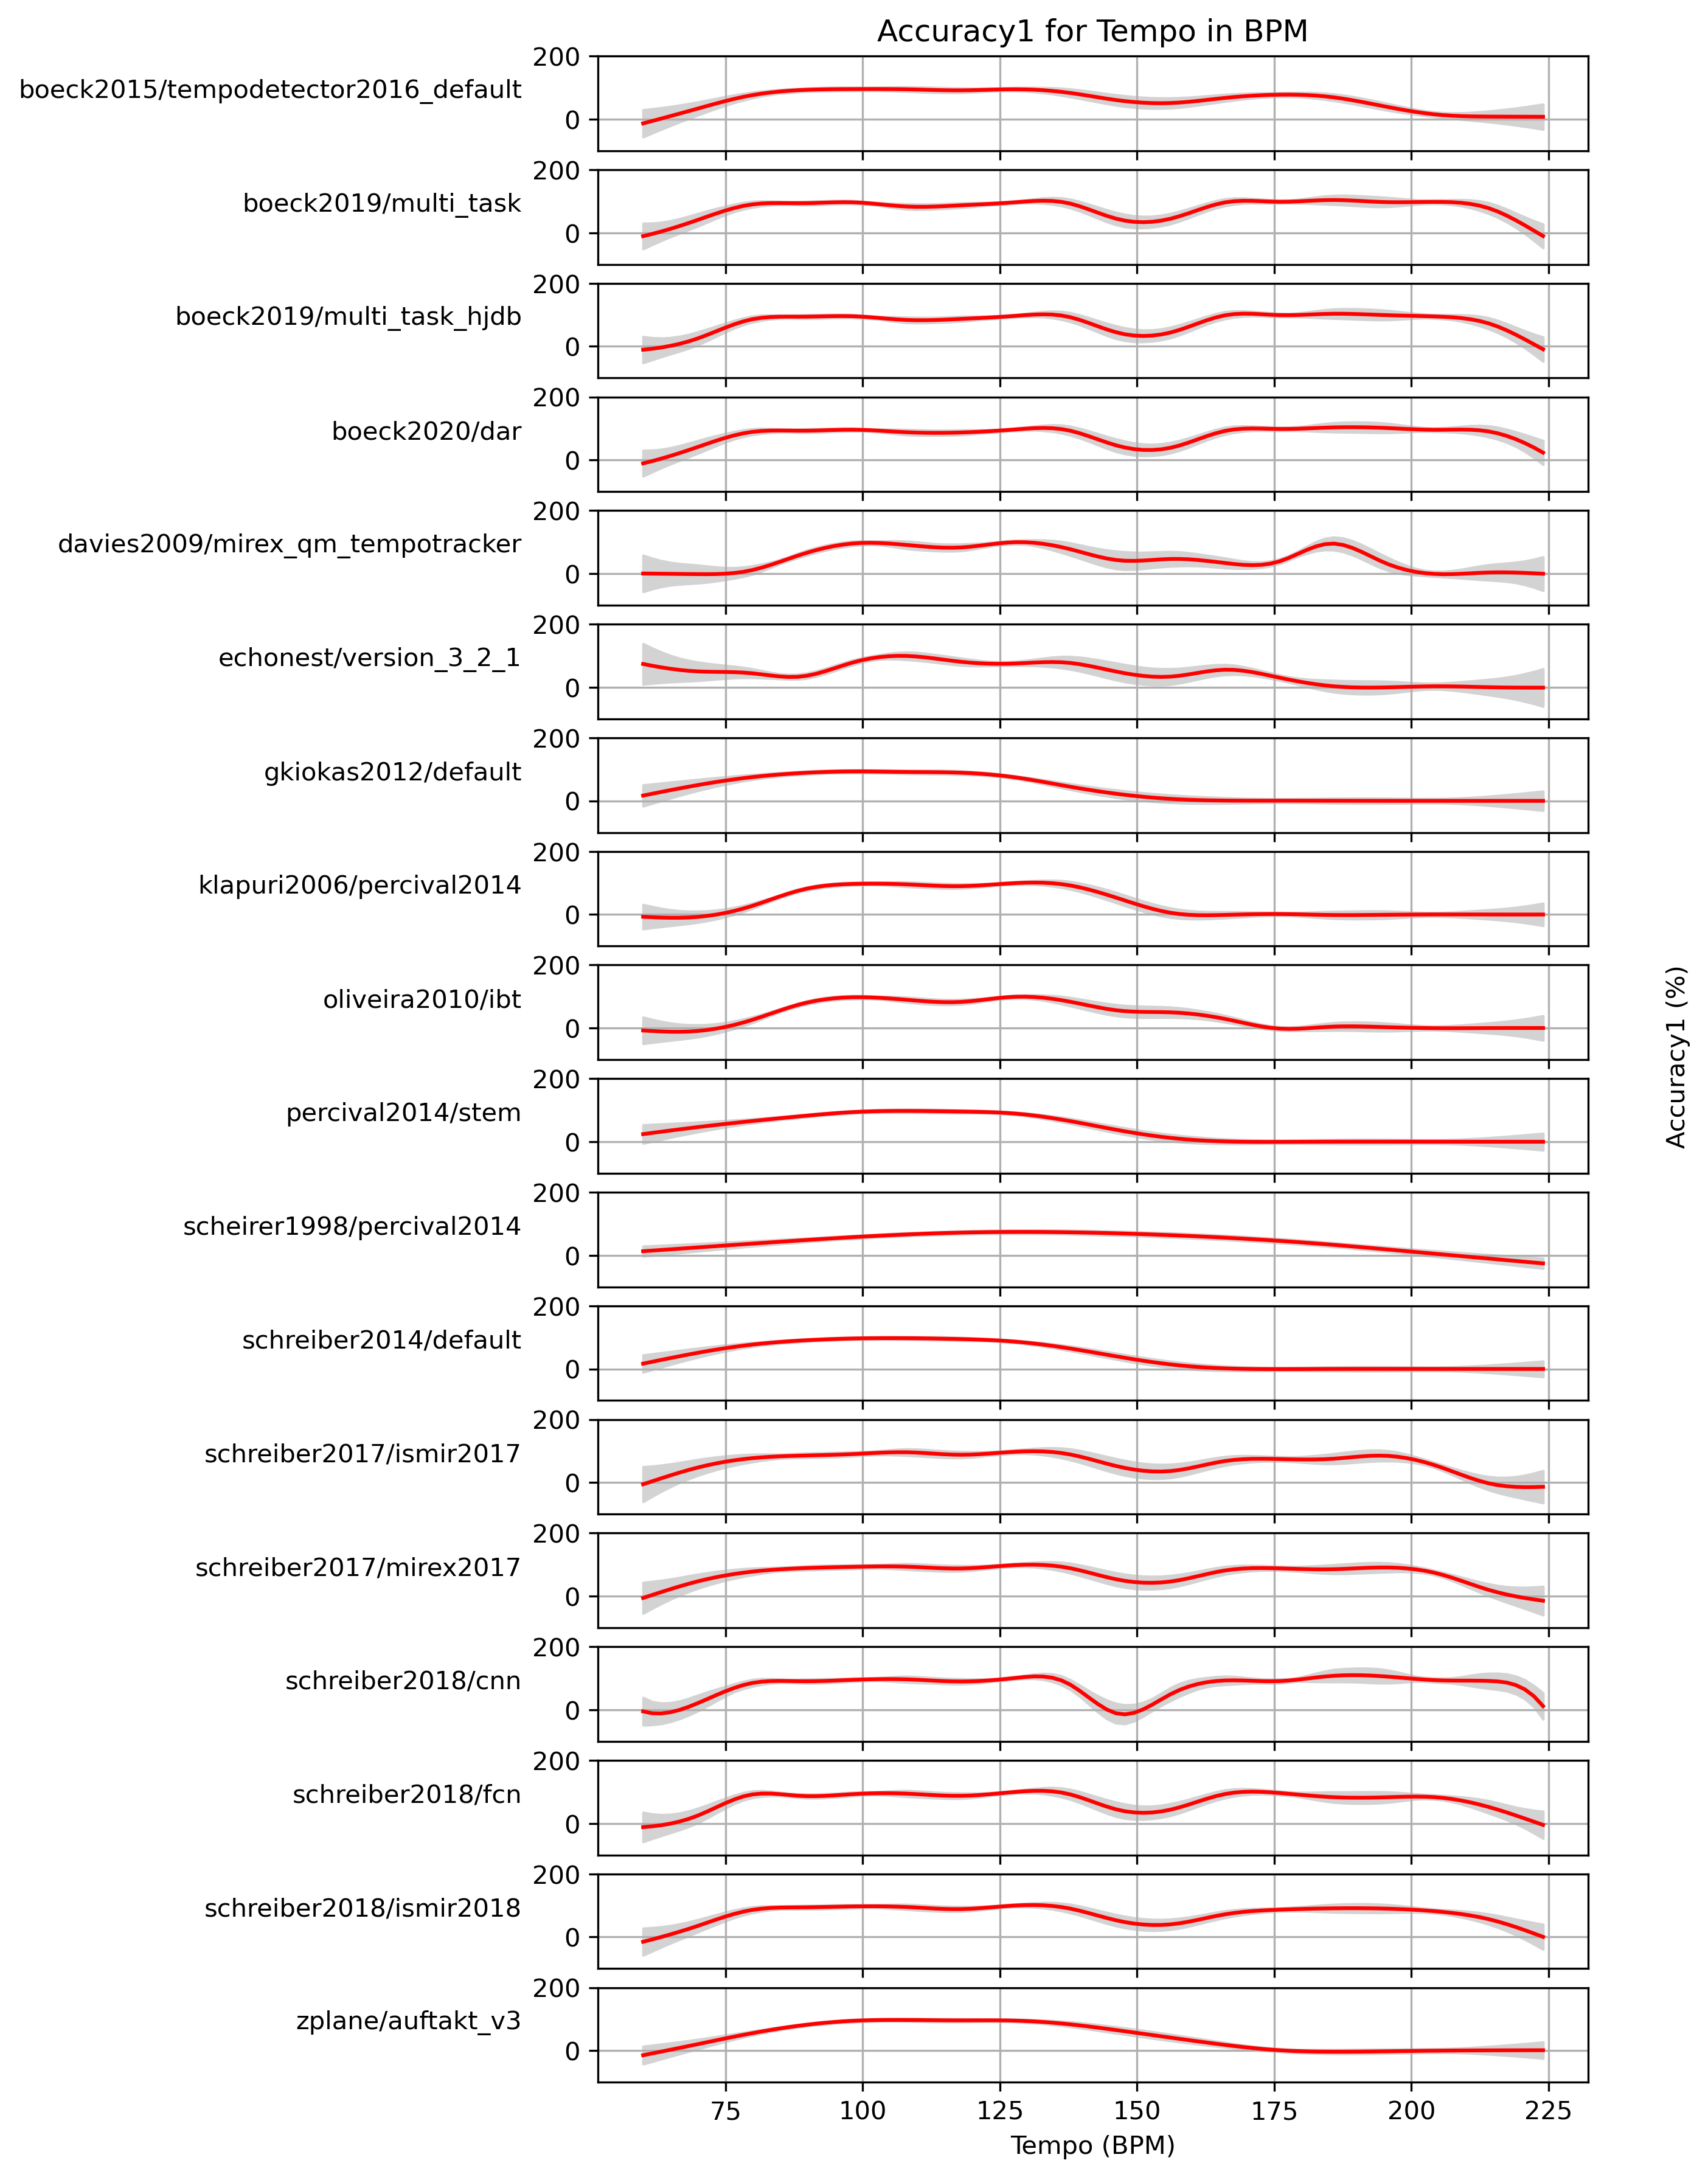 Accuracy1 for Tempo in BPM
200
boeck2015/tempodetector2016_default
0
200
boeck2019/multi_task
0
200
boeck2019/multi_task_hjdb
0
200
boeck2020/dar
0
200
davies2009/mirex_qm_tempotracker
0
200
echonest/version_3_2_1
0
200
gkiokas2012/default
0
200
klapuri2006/percival2014
0
200
oliveira2010/ibt
0
200
percival2014/stem
0
200
scheirer1998/percival2014
0
200
schreiber2014/default
0
200
schreiber2017/ismir2017
0
200
schreiber2017/mirex2017
0
200
schreiber2018/cnn
0
200
schreiber2018/fcn
0
200
schreiber2018/ismir2018
0
200
zplane/auftakt_v3
0
75 100 125 150 175 200 225
Tempo (BPM)
Accuracy1 (%)